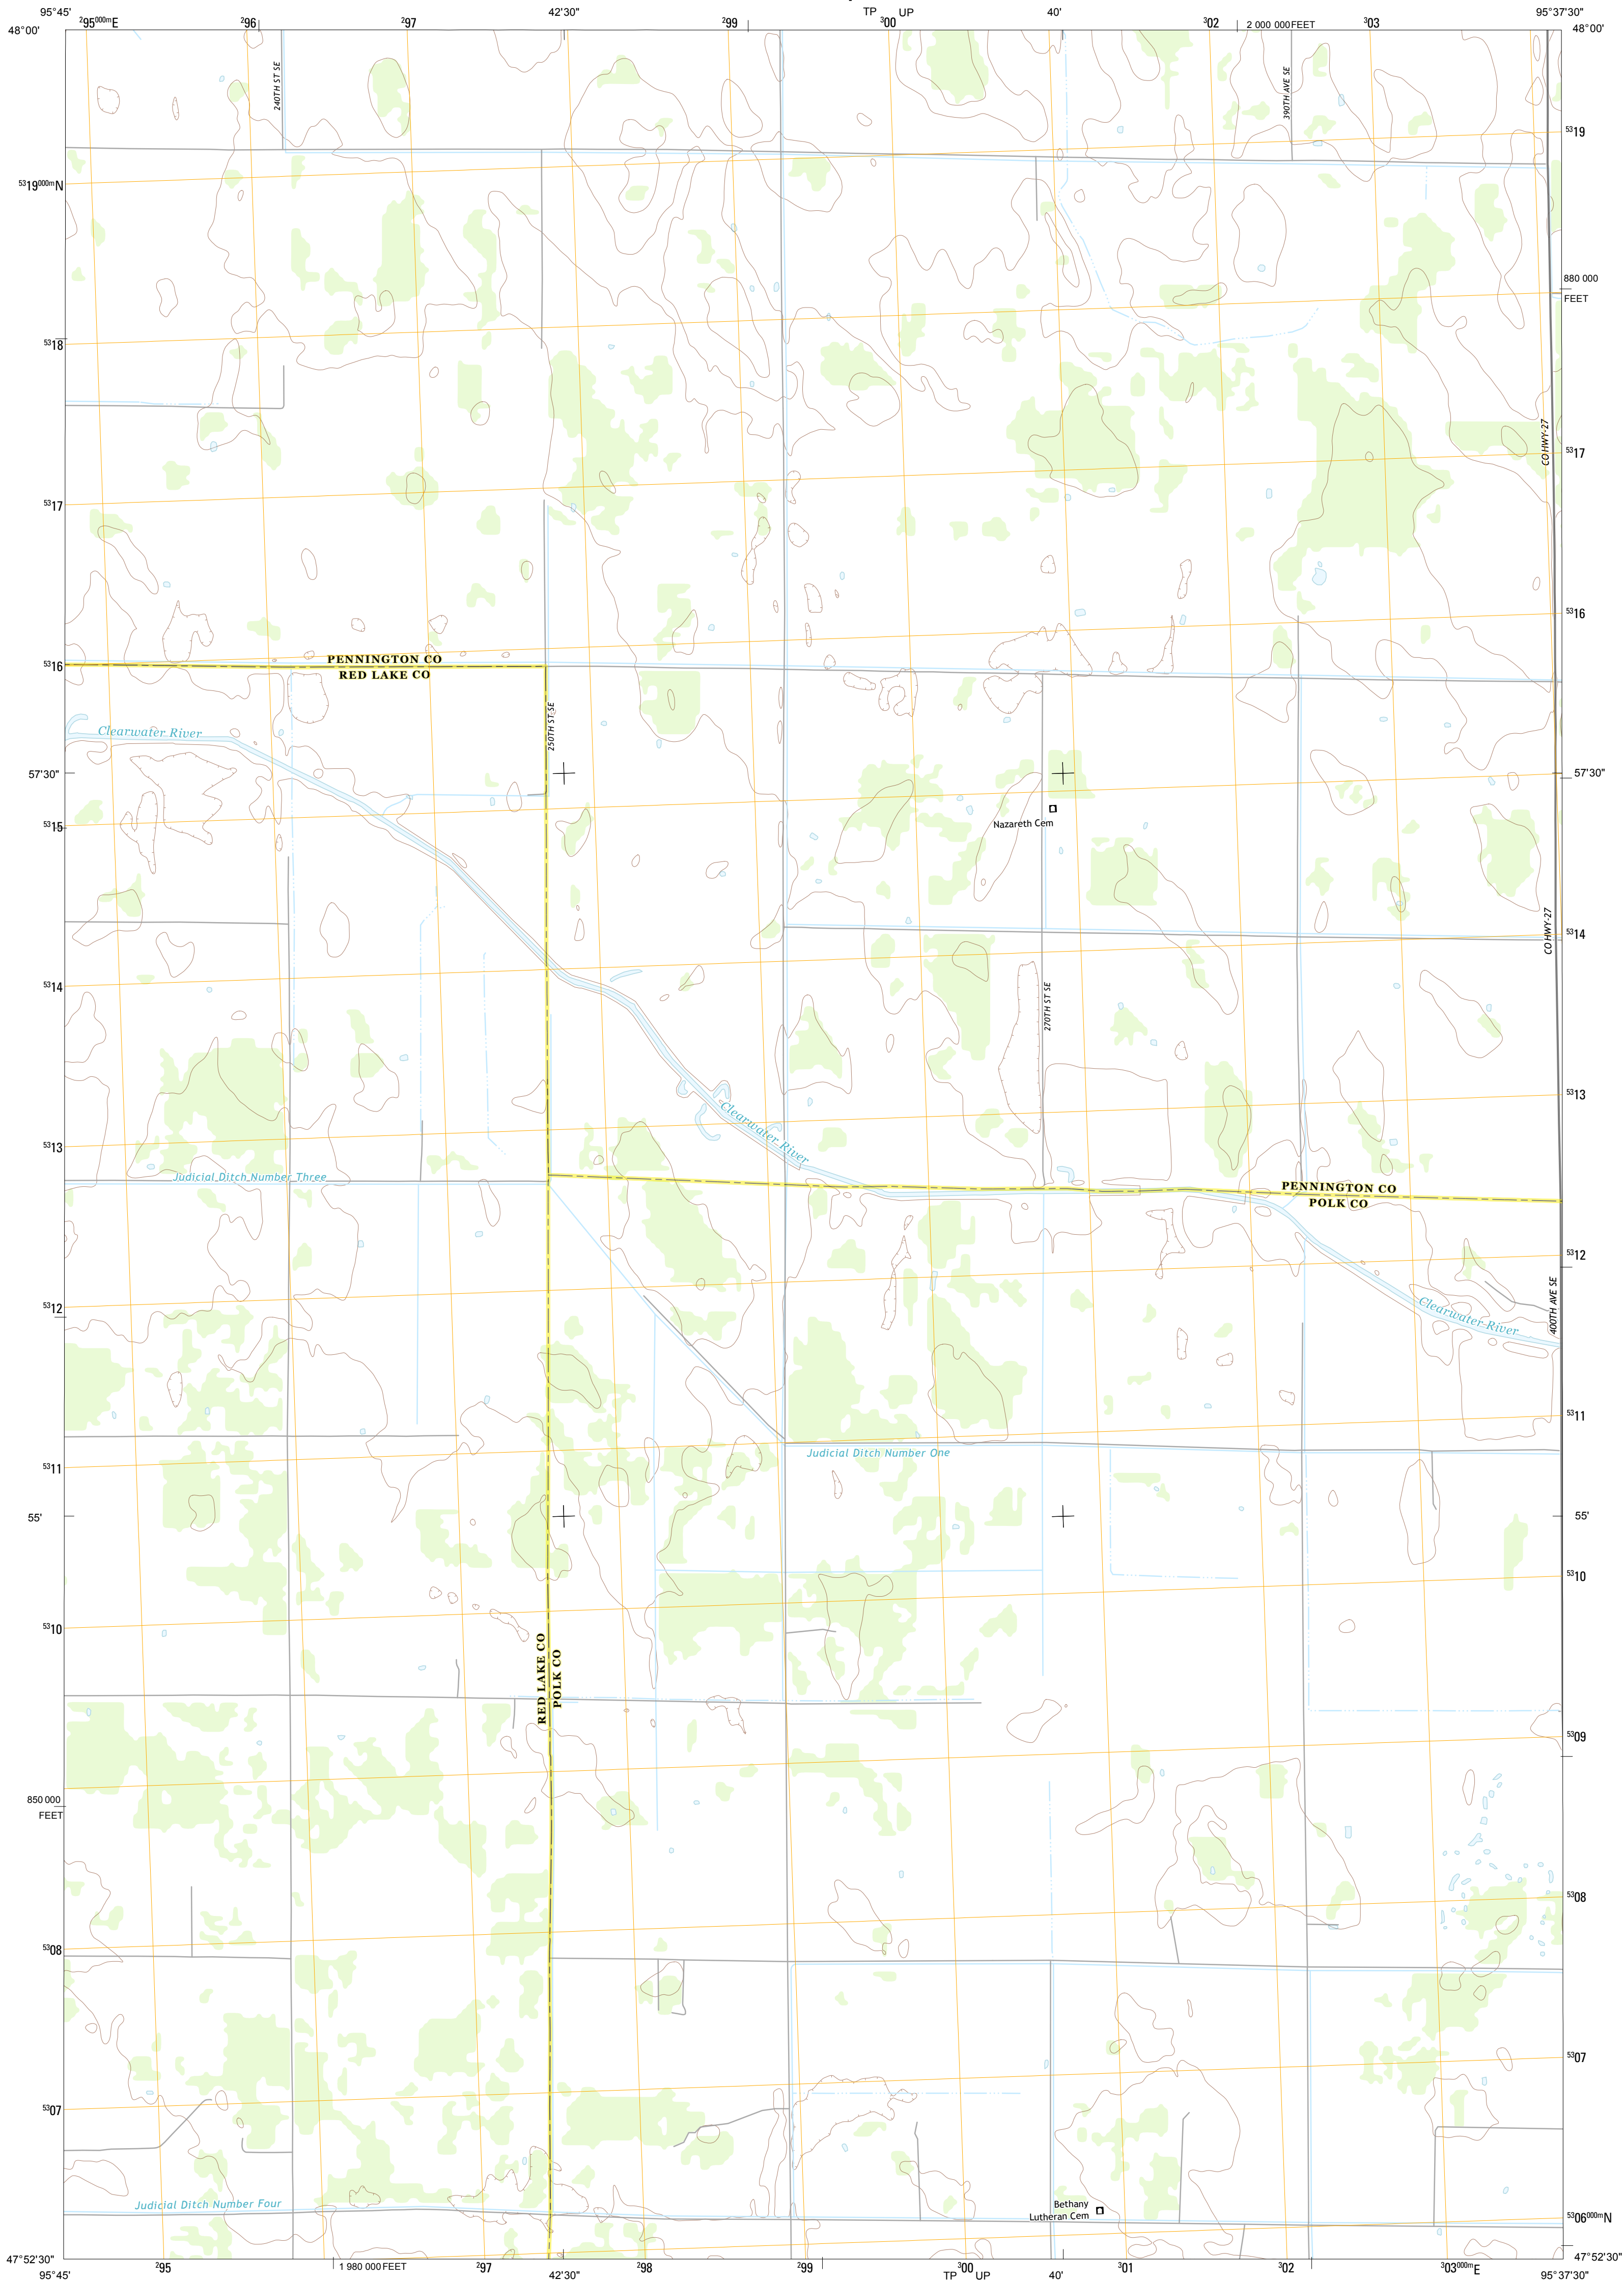 TP UP
95°45' ²95⁰⁰⁰ᵐE ²97 42'30" ²99 ³00 40' ³02 2 000 000 FEET ³03 95°37'30"
48°00' ²96 48°00'
240TH ST SE
390TH AVE SE
⁵³19
⁵³19⁰⁰⁰ᵐN
880 000
FEET
⁵³18
CO HWY-27
⁵³17
⁵³17
⁵³16
PENNINGTON CO
⁵³16
RED LAKE CO
250TH ST SE
Clearwater River
57'30" 57'30"
Nazareth Cem
⁵³15
CO HWY-27
⁵³14
⁵³14
270TH ST SE
⁵³13
Clearwater River
⁵³13
Judicial Ditch Number Three
PENNINGTON CO
POLK CO
⁵³12
⁵³12
400TH AVE SE
Clearwater River
⁵³11
Judicial Ditch Number One
⁵³11
55' 55'
⁵³10
⁵³10
RED LAKE CO
POLK CO
⁵³09
850 000
FEET
⁵³08
⁵³08
⁵³07
⁵³07
Judicial Ditch Number Four
Bethany
Lutheran Cem
⁵³06⁰⁰⁰ᵐN
47°52'30" 47°52'30"
²95 1 980 000 FEET ²97 ²98 ²99 ³00 ³01 ³02 ³03⁰⁰⁰ᵐE
95°45' 42'30" TP UP 40' 95°37'30"